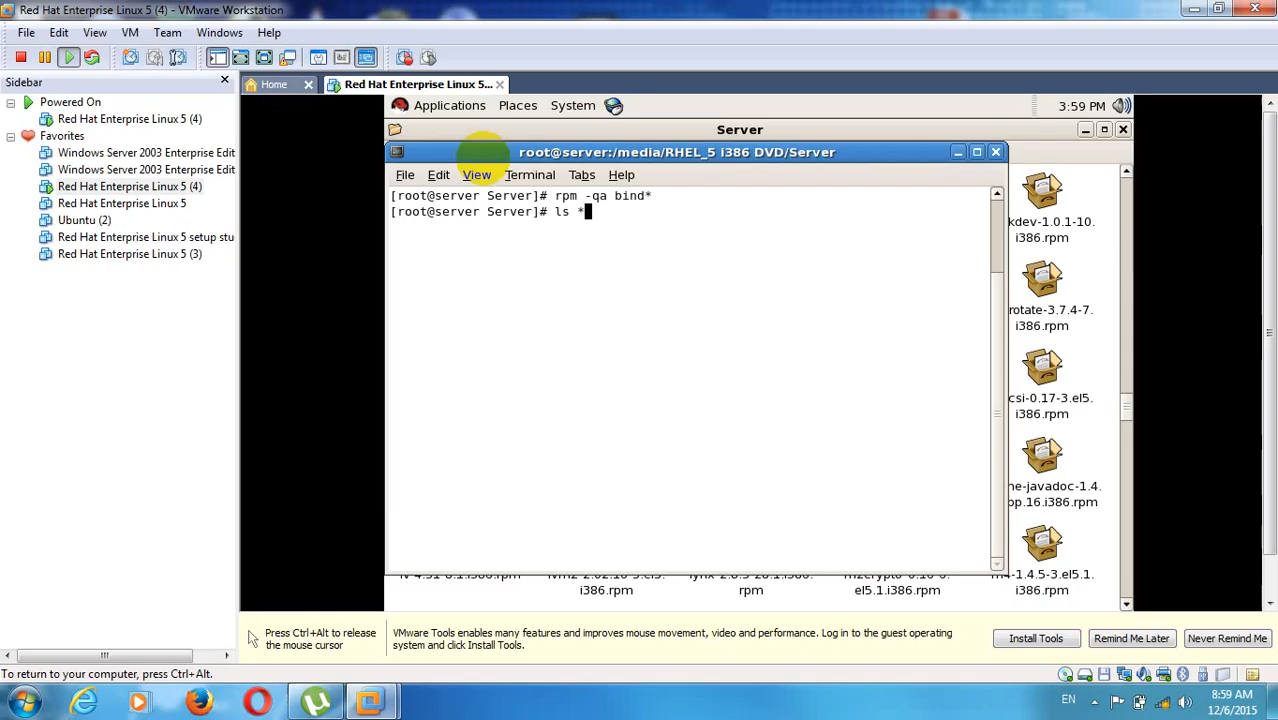 Red Hat Enterprise Linux 5 (4) - VMware Workstation
File Edit View VM Team Windows Help
Sidebar
Powered On
Red Hat Enterprise Linux 5 (4)
Favorites
Windows Server 2003 Enterprise Edit
Windows Server 2003 Enterprise Edit
Red Hat Enterprise Linux 5 (4)
Red Hat Enterprise Linux 5
Ubuntu (2)
Red Hat Enterprise Linux 5 setup stu
Red Hat Enterprise Linux 5 (3)
Home
Red Hat Enterprise Linux 5...
Applications Places System
3:59 PM
Server
root@server:/media/RHEL_5 i386 DVD/Server
File Edit View Terminal Tabs Help
[root@server Server]# rpm -qa bind*
[root@server Server]# ls *
kdev-1.0.1-10.
i386.rpm
rotate-3.7.4-7.
i386.rpm
csi-0.17-3.el5.
i386.rpm
ne-javadoc-1.4.
pp.16.i386.rpm
i386.rpm
rpm
el5.1.i386.rpm
m4-1.4.5-3.el5.1.
i386.rpm
Press Ctrl+Alt to release
the mouse cursor
VMware Tools enables many features and improves mouse movement, video and performance. Log in to the guest operating
system and click Install Tools.
Install Tools
Remind Me Later
Never Remind Me
To return to your computer, press Ctrl+Alt.
EN
8:59 AM
12/6/2015